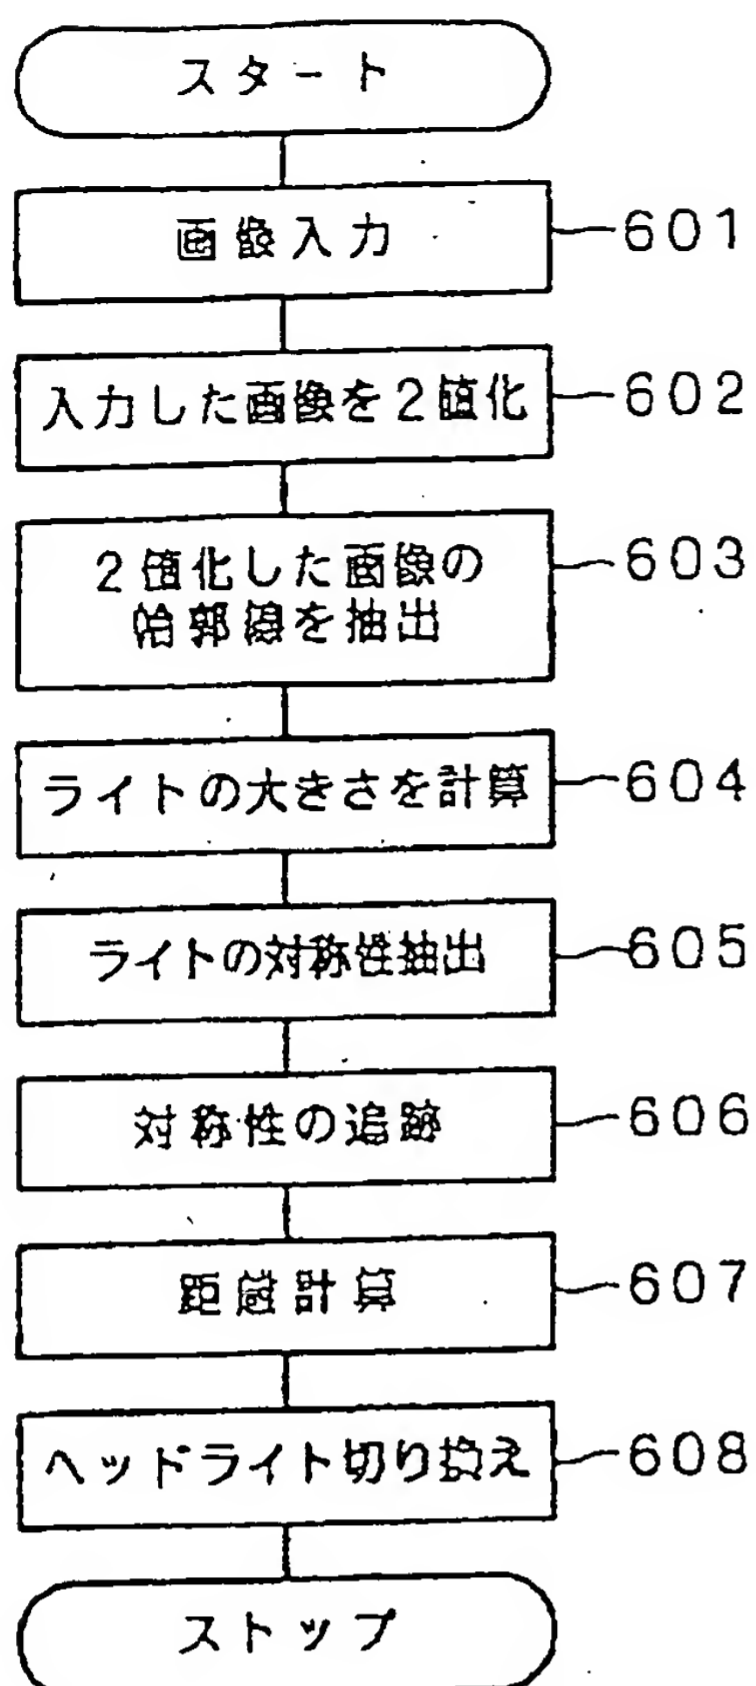 スタート
画像入力
601
入力した画像を2値化
602
2値化した画像の
輪郭線を抽出
603
ライトの大きさを計算
604
ライトの対称性抽出
605
対称性の追跡
606
距離計算
607
ヘッドライト切り換え
608
ストップ